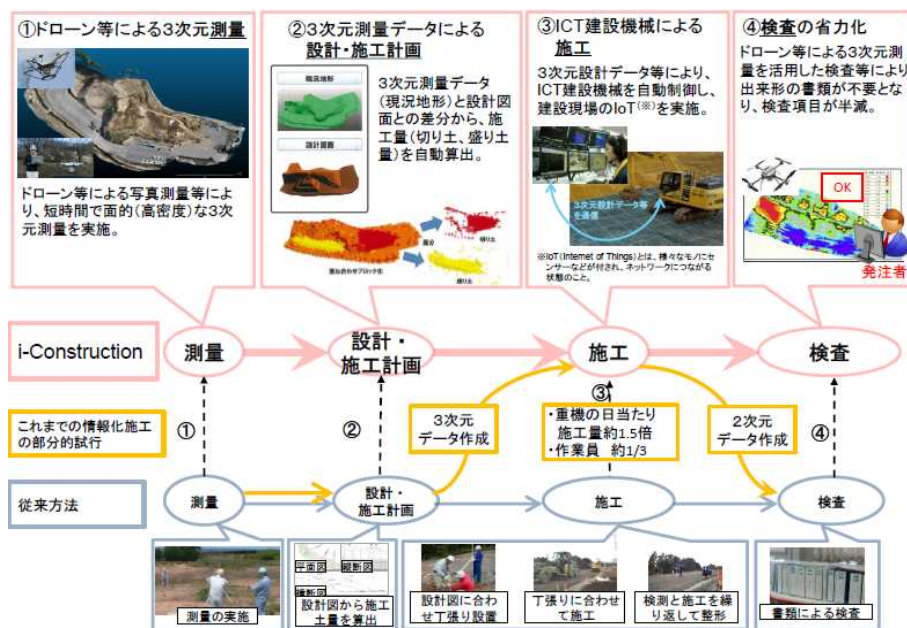 ①ドローン等による3次元測量
ドローン等による写真測量等によ
り、短時間で面的(高密度)な3次
元測量を実施。
②3次元測量データによる
設計・施工計画
現況地形
設計図面
3次元測量データ
(現況地形)と設計図
面との差分から、施
工量(切り土、盛り土
量)を自動算出。
差分
切り土
盛り土
重ね合わせブロック化
③ICT建設機械による
施工
3次元設計データ等により、
ICT建設機械を自動制御し、
建設現場のIoT(※)を実施。
3次元設計データ等
を通信
※IoT(Internet of Things)とは、様々なモノにセ
ンサーなどが付され、ネットワークにつながる
状態のこと。
④検査の省力化
ドローン等による3次元測
量を活用した検査等により
出来形の書類が不要とな
り、検査項目が半減。
OK
発注者
i-Construction
測量
設計・
施工計画
施工
検査
これまでの情報化施工
の部分的試行
①
②
3次元
データ作成
③
・重機の日当たり
施工量約1.5倍
・作業員 約1/3
2次元
データ作成
④
従来方法
測量
設計・
施工計画
施工
検査
測量の実施
平面図
縦断図
横断図
設計図から施工
土量を算出
設計図に合わ
せ丁張り設置
丁張りに合わせ
て施工
検測と施工を繰
り返して整形
書類による検査